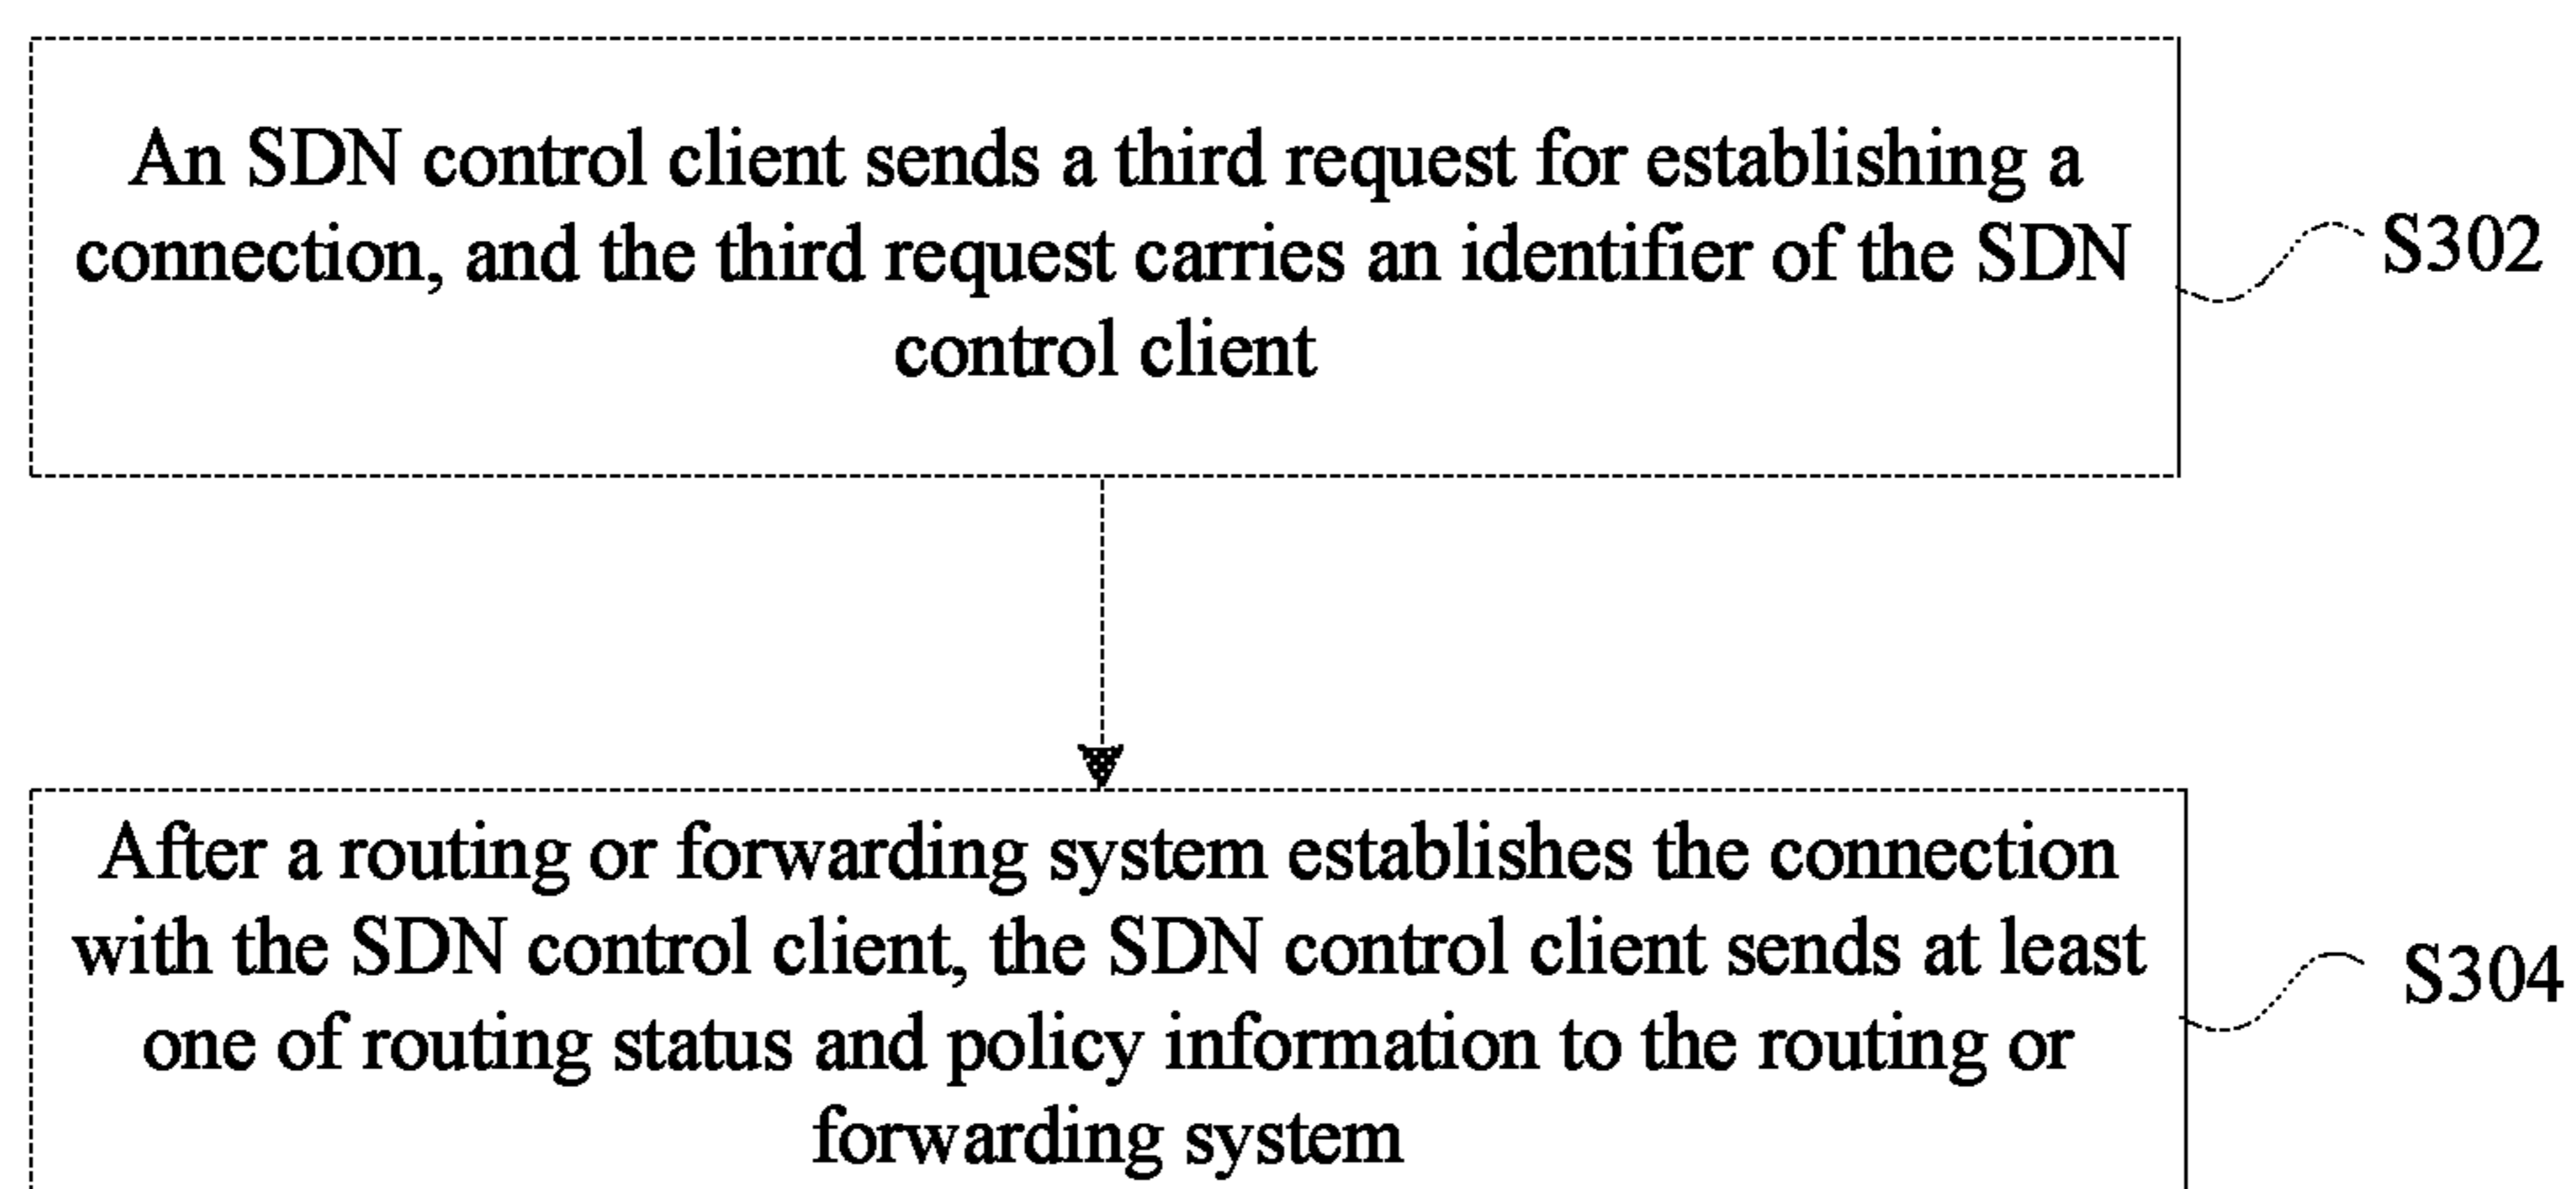 An SDN control client sends a third request for establishing a
connection, and the third request carries an identifier of the SDN
control client
S302
After a routing or forwarding system establishes the connection
with the SDN control client, the SDN control client sends at least
one of routing status and policy information to the routing or
forwarding system
S304